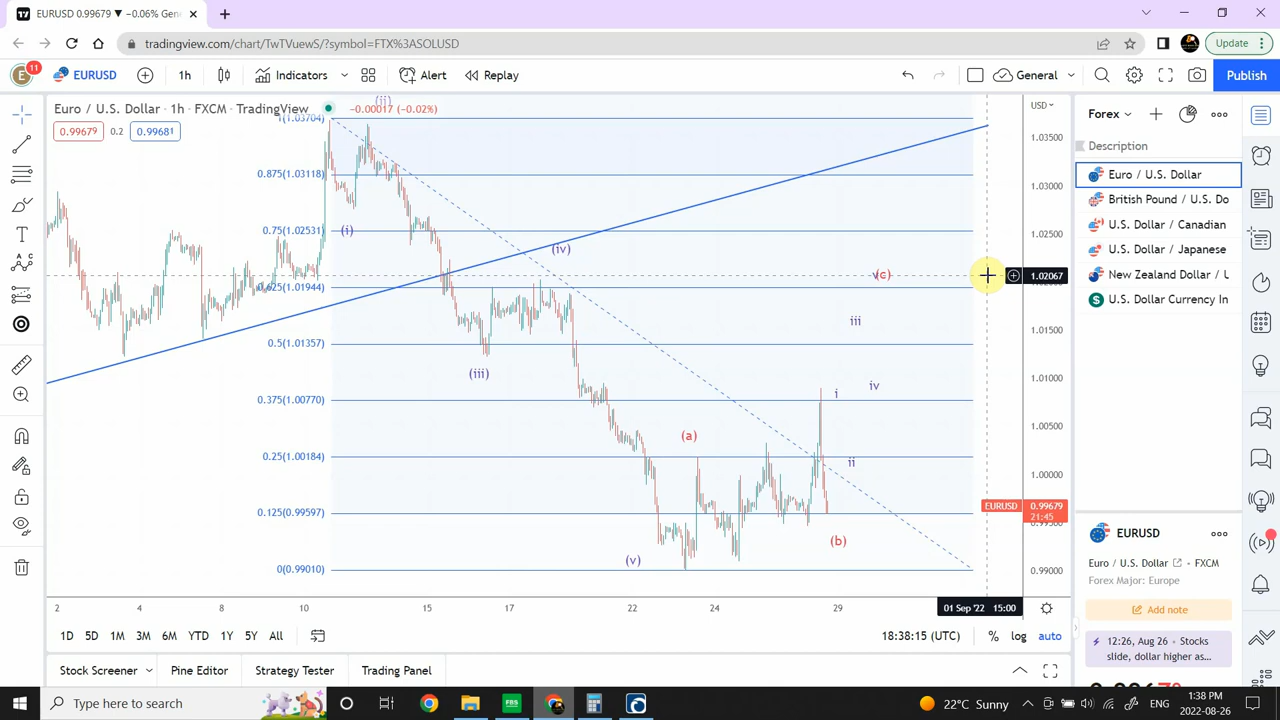 EURUSD 0.99679 ▼ −0.06% Gene
tradingview.com/chart/TwTVuewS/?symbol=FTX%3ASOLUSD
Update
E
11
EURUSD
1h
Indicators
Alert
Replay
General
Publish
Euro / U.S. Dollar · 1h · FXCM · TradingView
−0.00017 (−0.02%)
0.99679
0.2
0.99681
USD
Forex
Description
Euro / U.S. Dollar
British Pound / U.S. Do
U.S. Dollar / Canadian
U.S. Dollar / Japanese
New Zealand Dollar / U
U.S. Dollar Currency In
(ii)
1(1.03704)
0.875(1.03118)
0.75(1.02531)
0.625(1.01944)
0.5(1.01357)
0.375(1.00770)
0.25(1.00184)
0.125(0.99597)
0(0.99010)
(i)
(iv)
(iii)
(v)
(a)
(b)
v(c)
iii
iv
i
ii
1.03500
1.03000
1.02500
1.02067
1.01500
1.01000
1.00500
1.00000
EURUSD
0.99679
21:45
0.99000
2
4
8
10
15
17
22
24
29
01 Sep '22 15:00
1D
5D
1M
3M
6M
YTD
1Y
5Y
All
18:38:15 (UTC)
%
log
auto
Stock Screener
Pine Editor
Strategy Tester
Trading Panel
EURUSD
Euro / U.S. Dollar
FXCM
Forex Major: Europe
Add note
12:26, Aug 26 · Stocks
slide, dollar higher as...
Type here to search
FBS
22°C Sunny
ENG
1:38 PM
2022-08-26